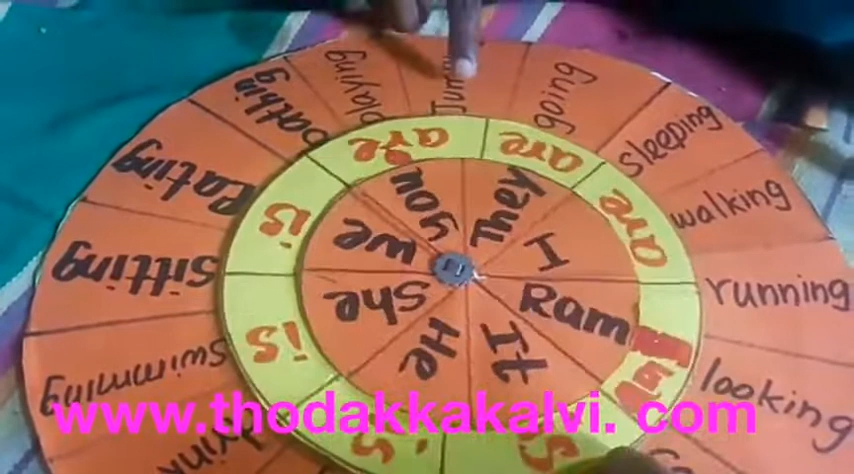 playing
going
bathing
sleeping
eating
walking
sitting
running
swimming
looking
are
are
are
is
is
is
you
They
we
I
She
Ram
He
It
www.thodakkakalvi.com